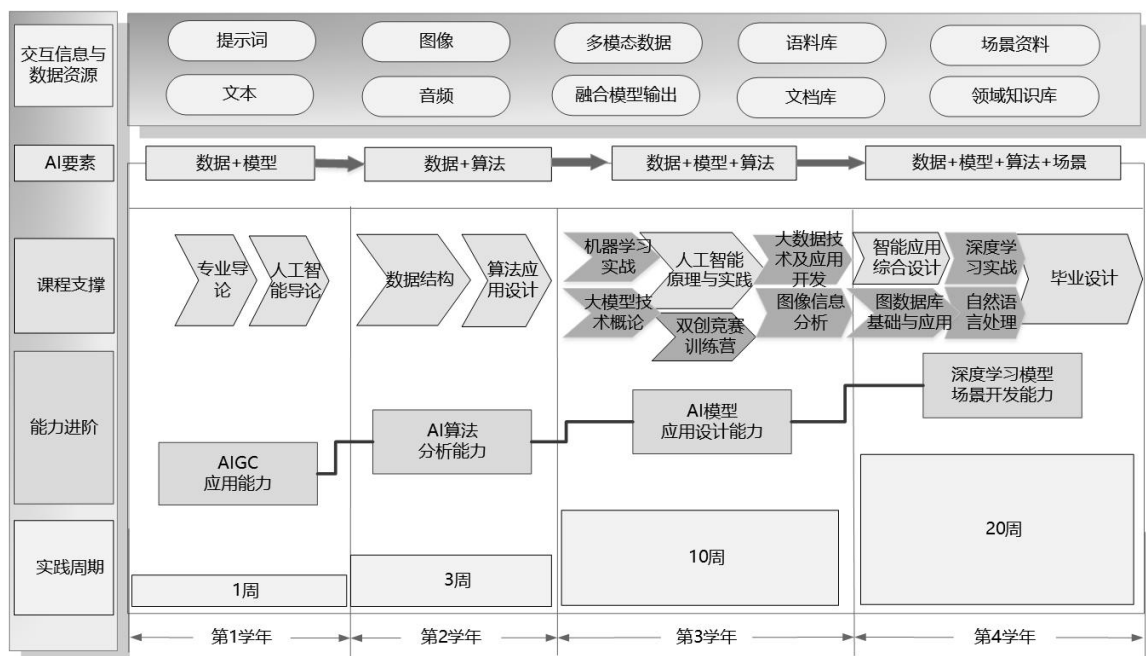 交互信息与
数据资源
提示词
图像
多模态数据
语料库
场景资料
文本
音频
融合模型输出
文档库
领域知识库
AI要素
数据+模型
数据+算法
数据+模型+算法
数据+模型+算法+场景
课程支撑
专业导
论
人工智
能导论
数据结构
算法应
用设计
机器学习
实战
大模型技
术概论
人工智能
原理与实践
双创竞赛
训练营
大数据技
术及应用
开发
图像信息
分析
智能应用
综合设计
图数据库
基础与应用
深度学
习实战
自然语
言处理
毕业设计
能力进阶
AIGC
应用能力
AI算法
分析能力
AI模型
应用设计能力
深度学习模型
场景开发能力
实践周期
1周
3周
10周
20周
第1学年
第2学年
第3学年
第4学年